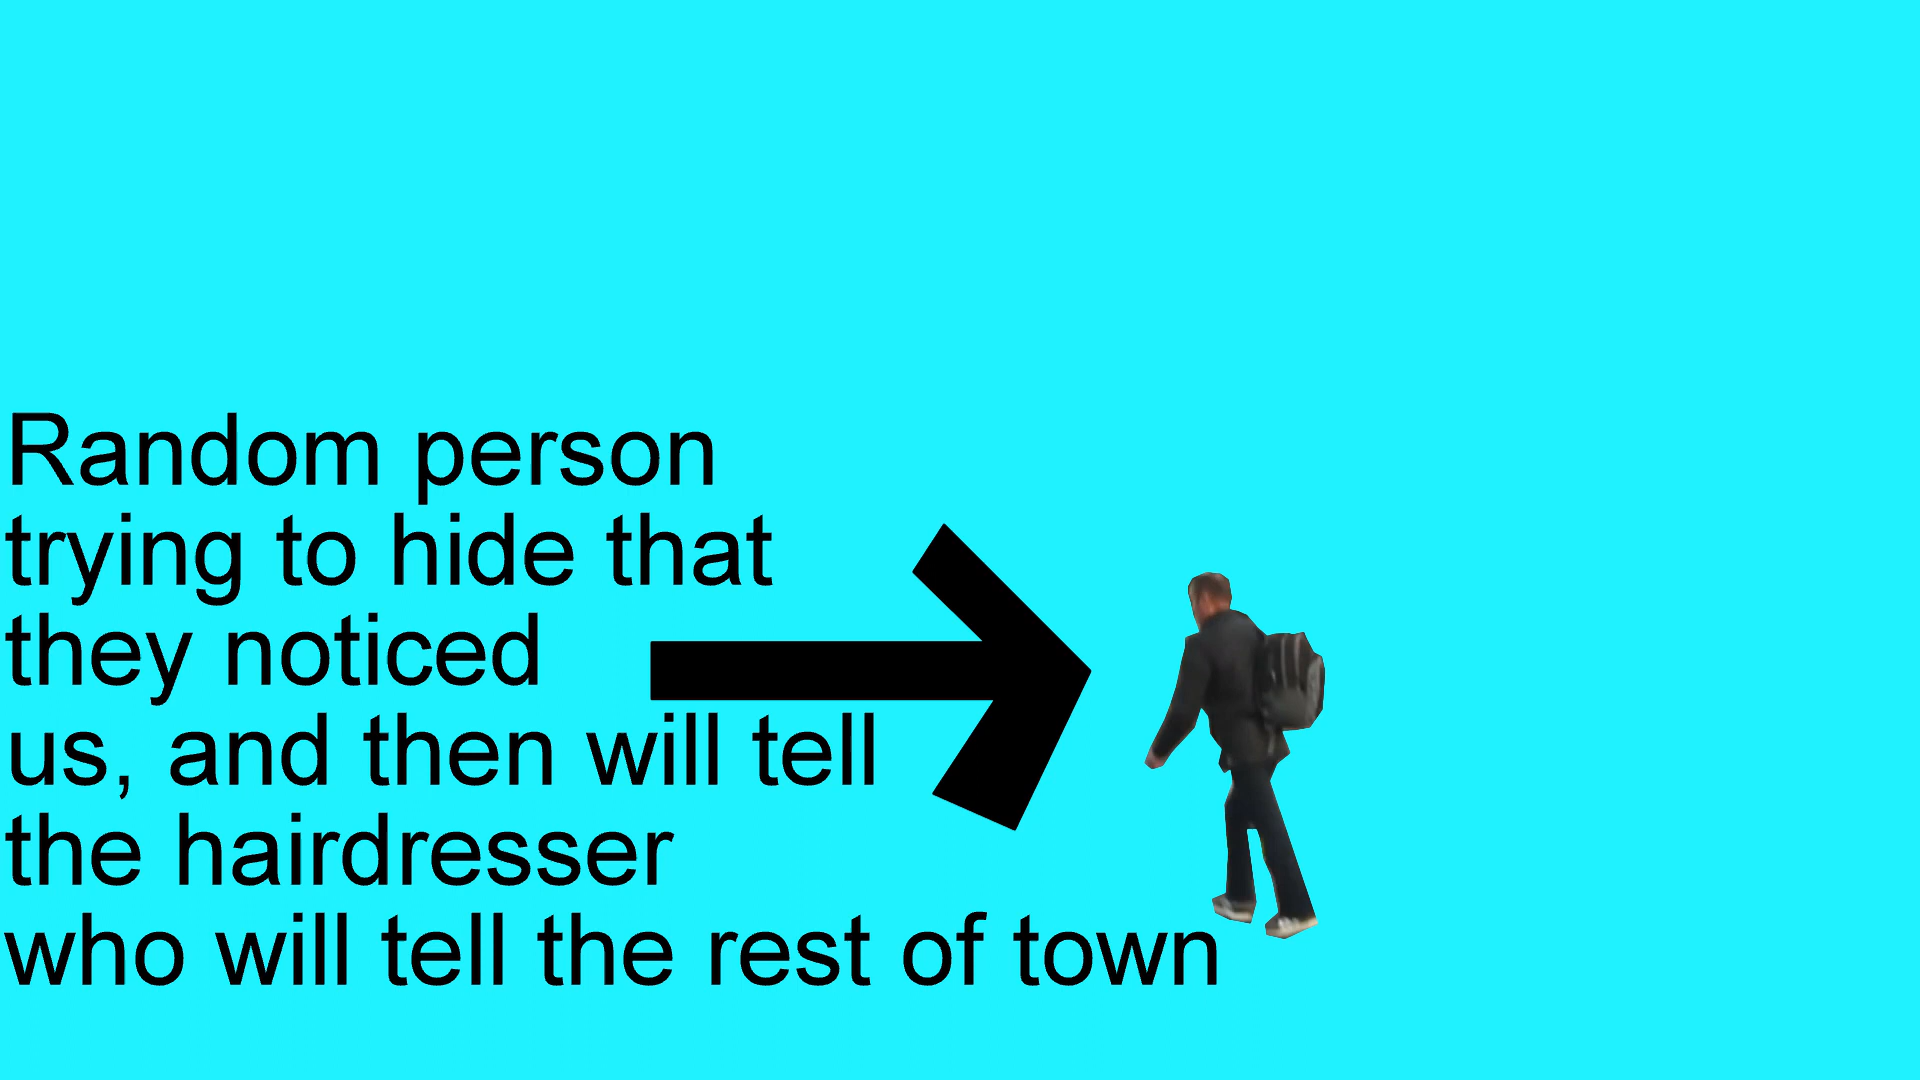 Random person
trying to hide that
they noticed
us, and then will tell
the hairdresser
who will tell the rest of town